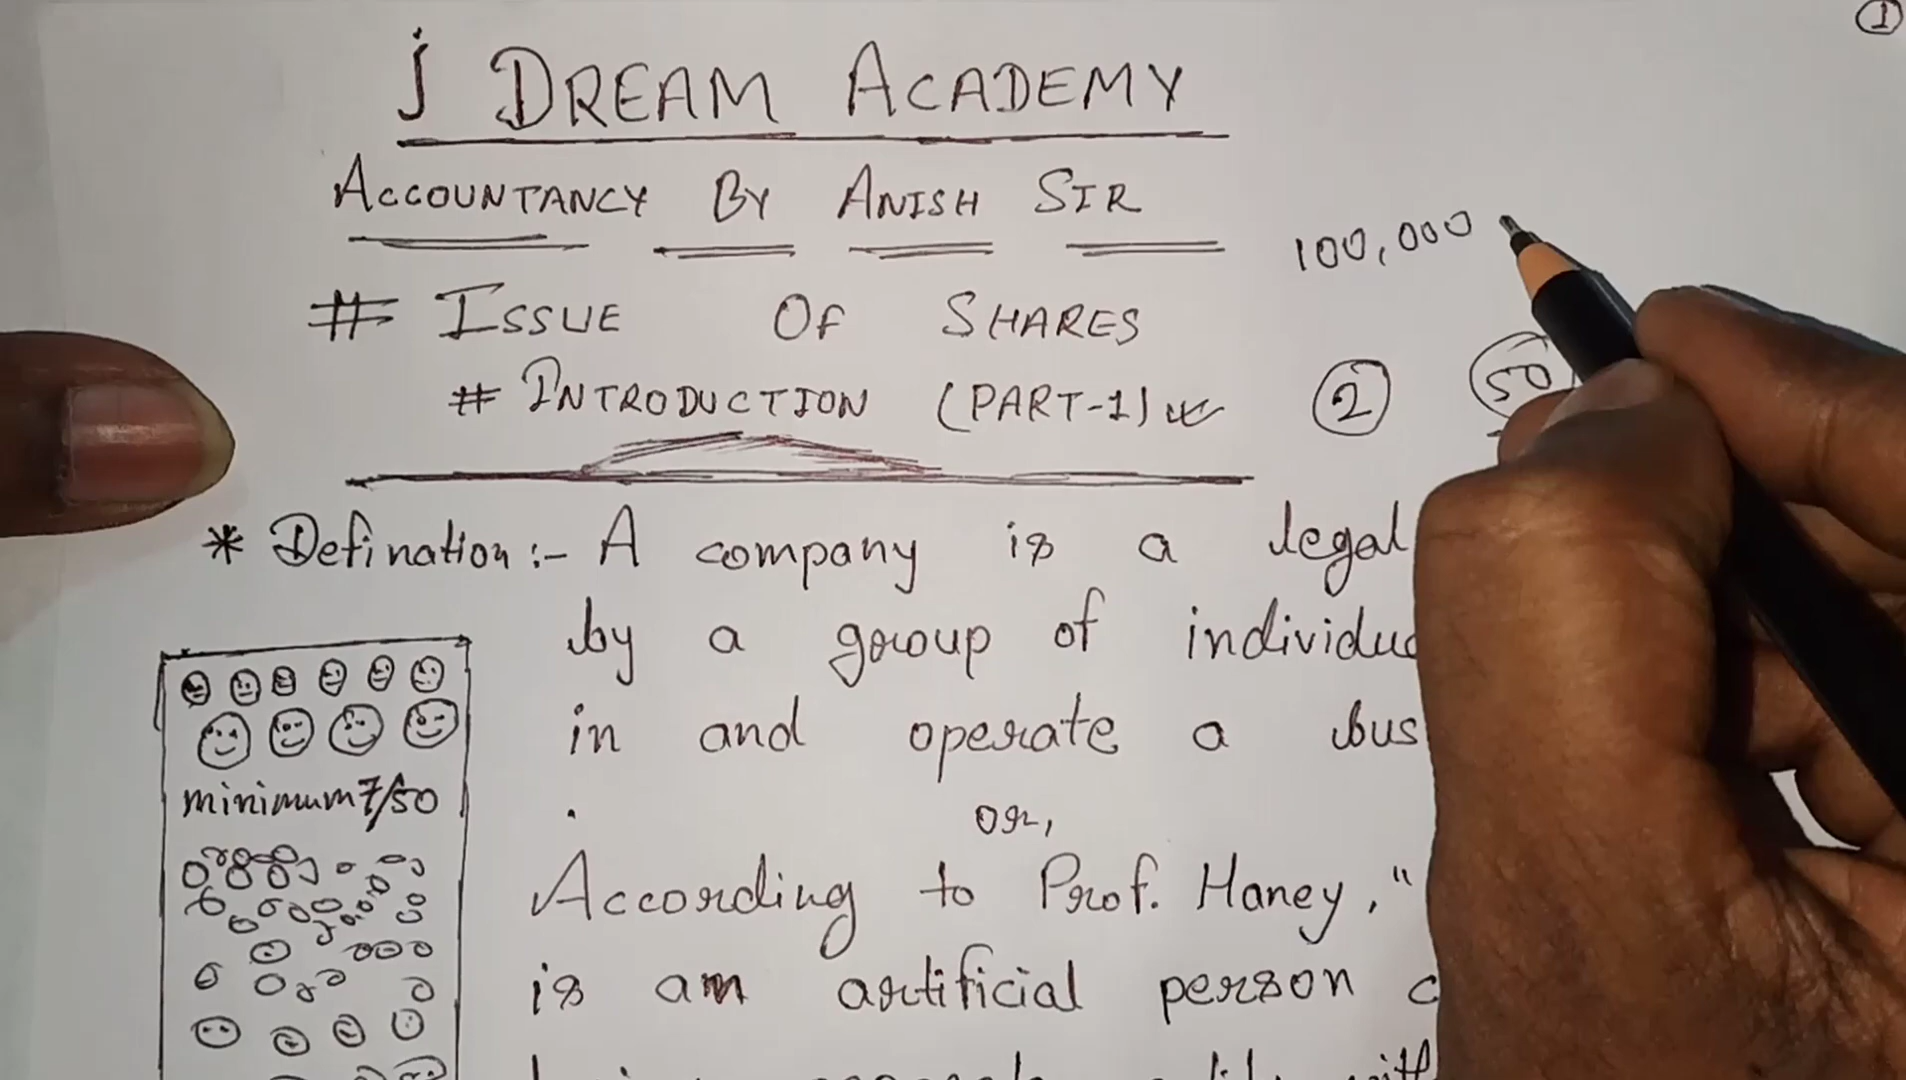 1
j DREAM ACADEMY
ACCOUNTANCY BY ANISH SIR
100,000
# ISSUE OF SHARES
# INTRODUCTION (PART-1)
2 50
* Defination:- A company is a legal
by a group of
in and operate a
minimum 7/50
or,
According to Prof. Haney, "
is an artificial person